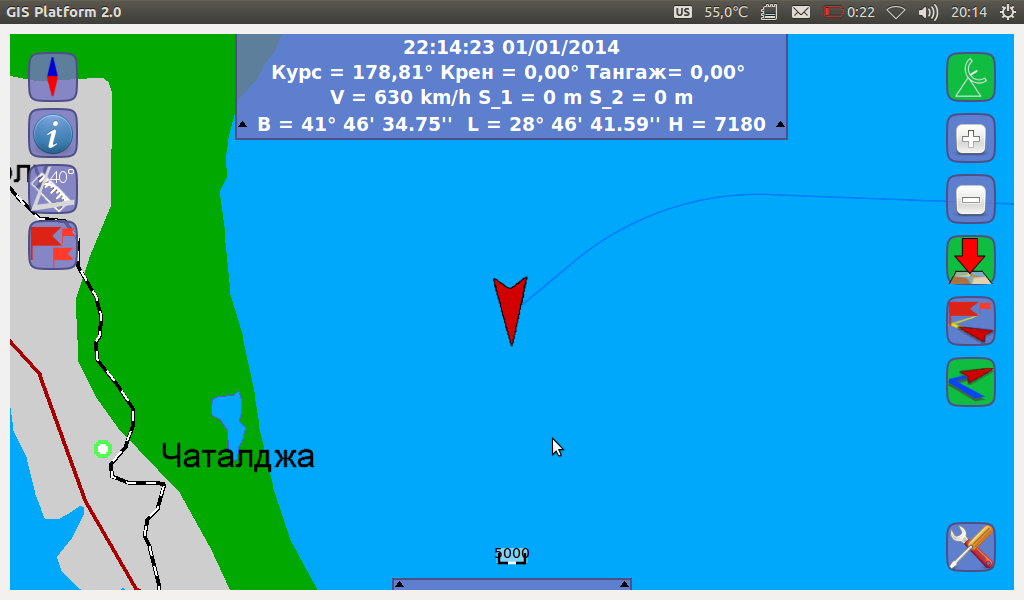 GIS Platform 2.0
US 55,0°C 0:22 20:14
22:14:23 01/01/2014
Курс = 178,81° Крен = 0,00° Тангаж= 0,00°
V = 630 km/h S_1 = 0 m S_2 = 0 m
B = 41° 46' 34.75'' L = 28° 46' 41.59'' H = 7180
40°
Чаталджа
5000